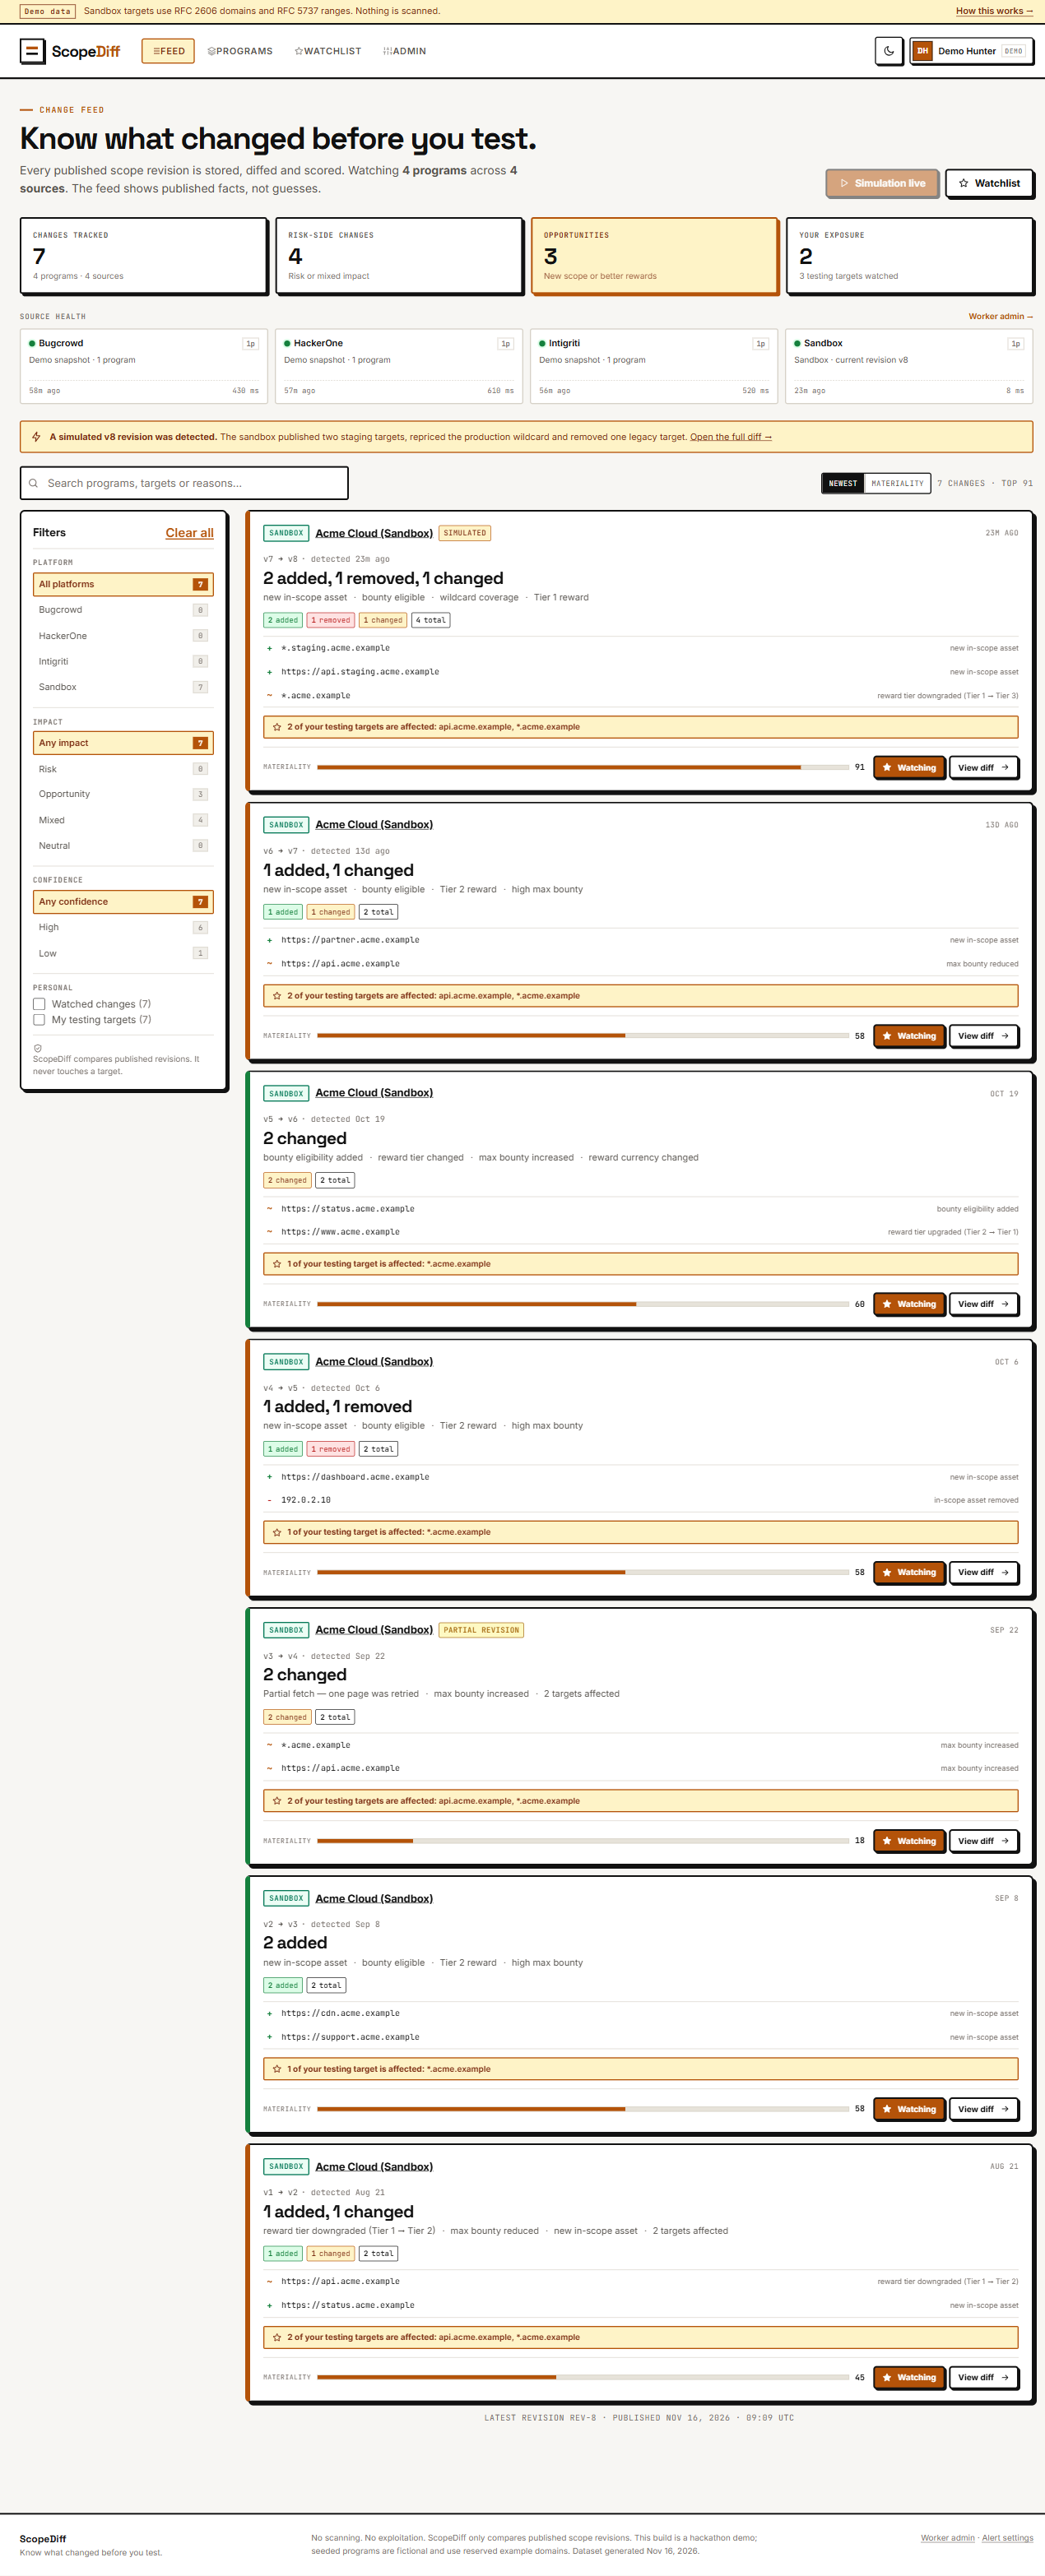 Demo data Sandbox targets use RFC 2606 domains and RFC 5737 ranges. Nothing is scanned. How this works →
ScopeDiff FEED PROGRAMS WATCHLIST ADMIN DH Demo Hunter DEMO
CHANGE FEED
Know what changed before you test.
Every published scope revision is stored, diffed and scored. Watching 4 programs across 4
sources. The feed shows published facts, not guesses.
Simulation live Watchlist
CHANGES TRACKED
7
4 programs · 4 sources
RISK-SIDE CHANGES
4
Risk or mixed impact
OPPORTUNITIES
3
New scope or better rewards
YOUR EXPOSURE
2
3 testing targets watched
SOURCE HEALTH Worker admin →
Bugcrowd 1p
Demo snapshot · 1 program
58m ago 430 ms
HackerOne 1p
Demo snapshot · 1 program
57m ago 610 ms
Intigriti 1p
Demo snapshot · 1 program
56m ago 520 ms
Sandbox 1p
Sandbox · current revision v8
23m ago 8 ms
A simulated v8 revision was detected. The sandbox published two staging targets, repriced the production wildcard and removed one legacy target. Open the full diff →
Search programs, targets or reasons...
NEWEST MATERIALITY 7 CHANGES · TOP 91
Filters Clear all
PLATFORM
All platforms 7
Bugcrowd 0
HackerOne 0
Intigriti 0
Sandbox 7
IMPACT
Any impact 7
Risk 0
Opportunity 3
Mixed 4
Neutral 0
CONFIDENCE
Any confidence 7
High 6
Low 1
PERSONAL
Watched changes (7)
My testing targets (7)
ScopeDiff compares published revisions. It
never touches a target.
SANDBOX Acme Cloud (Sandbox) SIMULATED 23M AGO
v7 → v8 · detected 23m ago
2 added, 1 removed, 1 changed
new in-scope asset · bounty eligible · wildcard coverage · Tier 1 reward
2 added 1 removed 1 changed 4 total
+ *.staging.acme.example new in-scope asset
+ https://api.staging.acme.example new in-scope asset
~ *.acme.example reward tier downgraded (Tier 1 → Tier 3)
2 of your testing targets are affected: api.acme.example, *.acme.example
MATERIALITY 91 Watching View diff →
SANDBOX Acme Cloud (Sandbox) 13D AGO
v6 → v7 · detected 13d ago
1 added, 1 changed
new in-scope asset · bounty eligible · Tier 2 reward · high max bounty
1 added 1 changed 2 total
+ https://partner.acme.example new in-scope asset
~ https://api.acme.example max bounty reduced
2 of your testing targets are affected: api.acme.example, *.acme.example
MATERIALITY 58 Watching View diff →
SANDBOX Acme Cloud (Sandbox) OCT 19
v5 → v6 · detected Oct 19
2 changed
bounty eligibility added · reward tier changed · max bounty increased · reward currency changed
2 changed 2 total
~ https://status.acme.example bounty eligibility added
~ https://www.acme.example reward tier upgraded (Tier 2 → Tier 1)
1 of your testing target is affected: *.acme.example
MATERIALITY 60 Watching View diff →
SANDBOX Acme Cloud (Sandbox) OCT 6
v4 → v5 · detected Oct 6
1 added, 1 removed
new in-scope asset · bounty eligible · Tier 2 reward · high max bounty
1 added 1 removed 2 total
+ https://dashboard.acme.example new in-scope asset
- 192.0.2.10 in-scope asset removed
1 of your testing target is affected: *.acme.example
MATERIALITY 58 Watching View diff →
SANDBOX Acme Cloud (Sandbox) PARTIAL REVISION SEP 22
v3 → v4 · detected Sep 22
2 changed
Partial fetch — one page was retried · max bounty increased · 2 targets affected
2 changed 2 total
~ *.acme.example max bounty increased
~ https://api.acme.example max bounty increased
2 of your testing targets are affected: api.acme.example, *.acme.example
MATERIALITY 18 Watching View diff →
SANDBOX Acme Cloud (Sandbox) SEP 8
v2 → v3 · detected Sep 8
2 added
new in-scope asset · bounty eligible · Tier 2 reward · high max bounty
2 added 2 total
+ https://cdn.acme.example new in-scope asset
+ https://support.acme.example new in-scope asset
1 of your testing target is affected: *.acme.example
MATERIALITY 58 Watching View diff →
SANDBOX Acme Cloud (Sandbox) AUG 21
v1 → v2 · detected Aug 21
1 added, 1 changed
reward tier downgraded (Tier 1 → Tier 2) · max bounty reduced · new in-scope asset · 2 targets affected
1 added 1 changed 2 total
~ https://api.acme.example reward tier downgraded (Tier 1 → Tier 2)
+ https://status.acme.example new in-scope asset
2 of your testing targets are affected: api.acme.example, *.acme.example
MATERIALITY 45 Watching View diff →
LATEST REVISION REV-8 · PUBLISHED NOV 16, 2026 · 09:09 UTC
ScopeDiff
Know what changed before you test.
No scanning. No exploitation. ScopeDiff only compares published scope revisions. This build is a hackathon demo;
seeded programs are fictional and use reserved example domains. Dataset generated Nov 16, 2026.
Worker admin · Alert settings